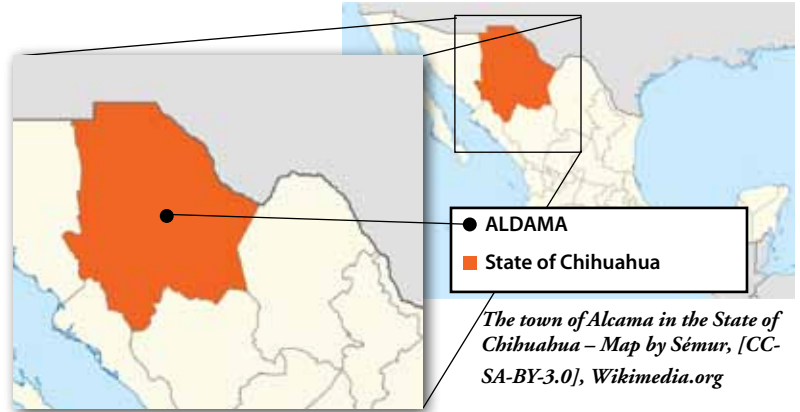 ALDAMA
State of Chihuahua
The town of Alcama in the State of
Chihuahua – Map by Sémur, [CC-
SA-BY-3.0], Wikimedia.org